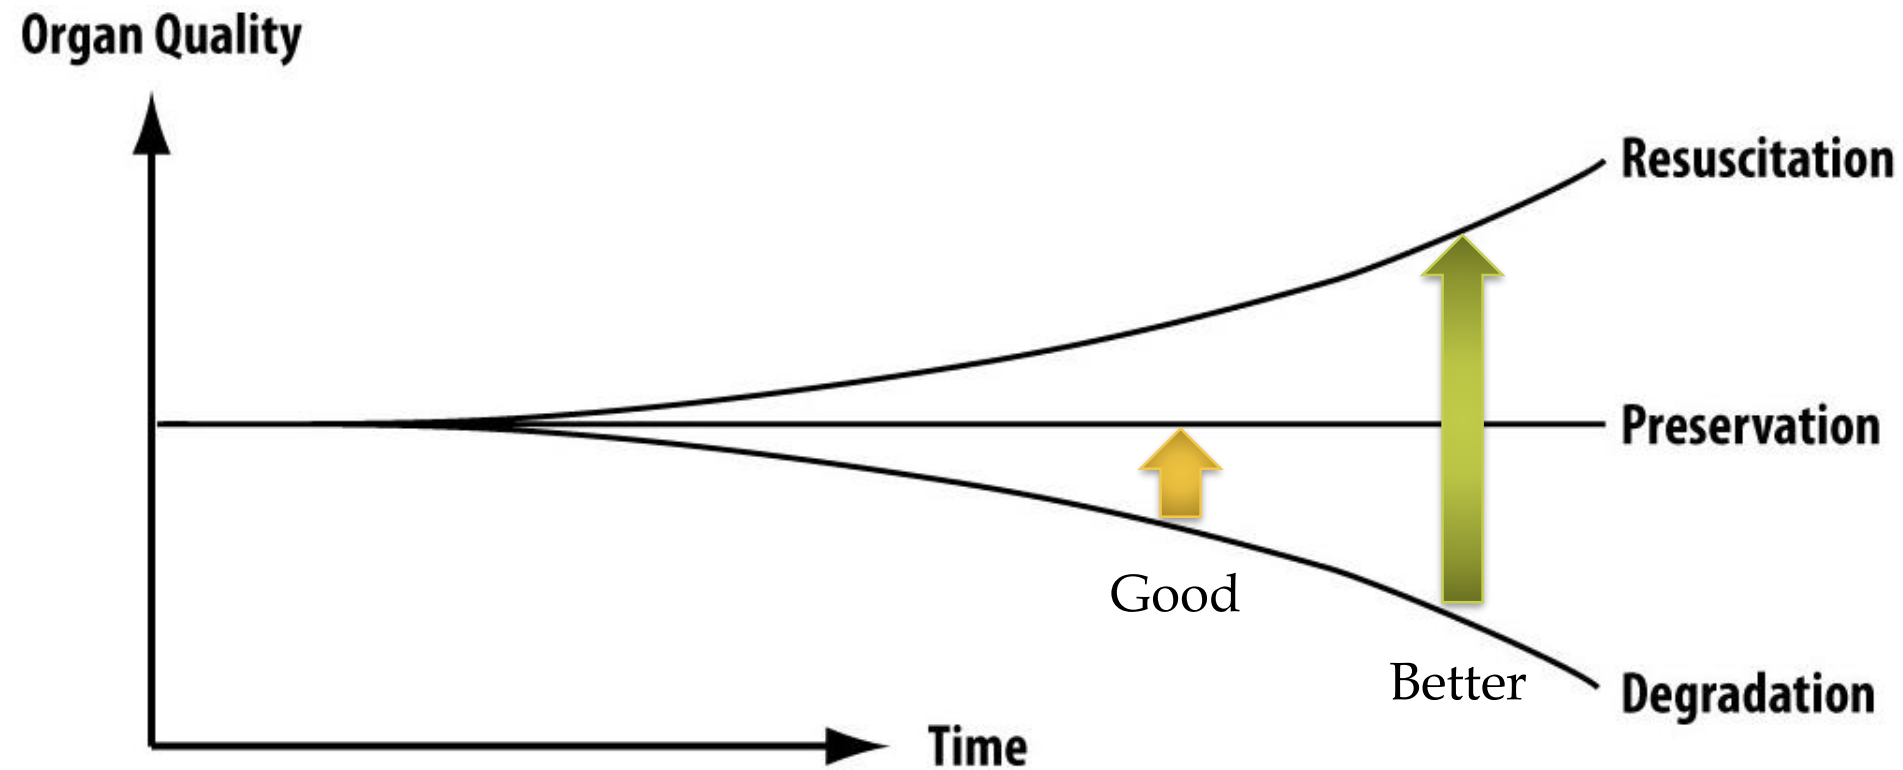 Organ Quality
Resuscitation
Preservation
Good
Better
Degradation
Time